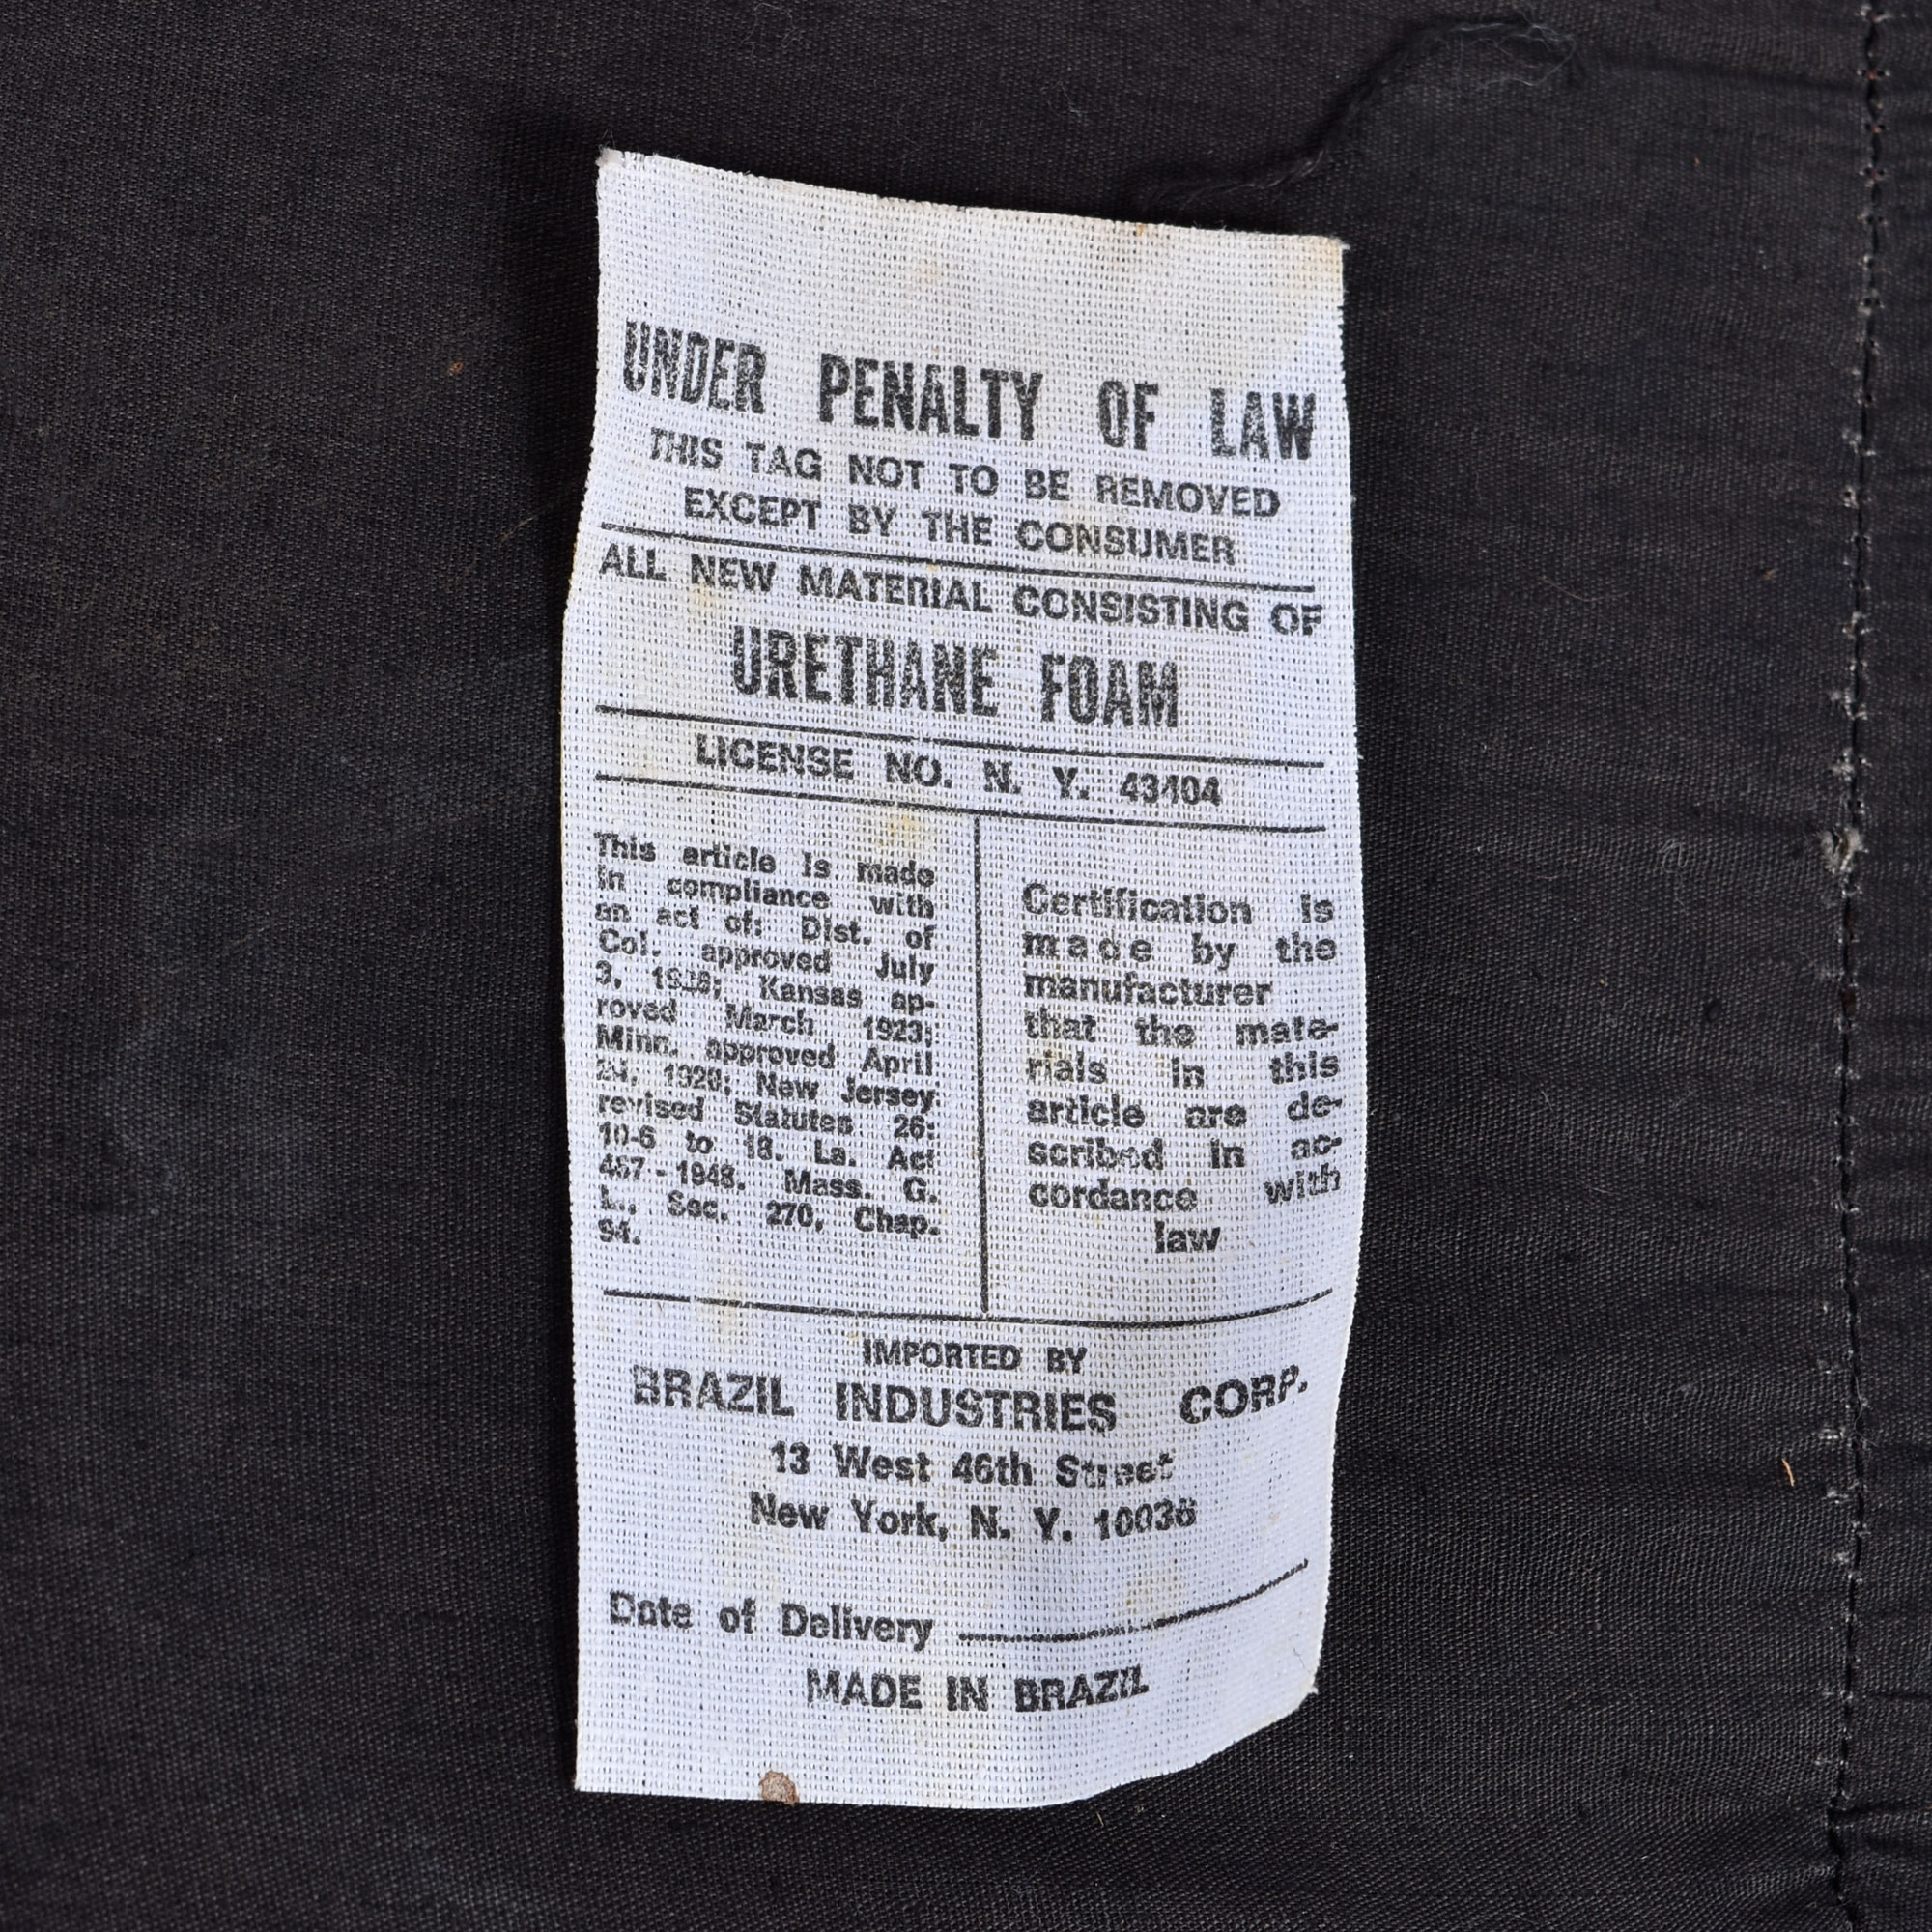 UNDER PENALTY OF LAW
THIS TAG NOT TO BE REMOVED
EXCEPT BY THE CONSUMER
ALL NEW MATERIAL CONSISTING OF
URETHANE FOAM
LICENSE NO. N. Y. 43404
This article is made
in compliance with
an act of: Dist. of
Col. approved July
3, Kansas ap-
roved March 1923;
Minn. approved April
24, 1929; New Jersey
revised Statutes 26:
10-6 to 18. La. Act
467 - 1948. Mass. G.
L., Sec. 270, Chap.
94.
Certification is
made by the
manufacturer
that the mate-
rials in this
article are de-
scribed in ac-
cordance with
law
IMPORTED BY
BRAZIL INDUSTRIES CORP.
13 West 46th Street
New York, N. Y. 10036
Date of Delivery
MADE IN BRAZIL